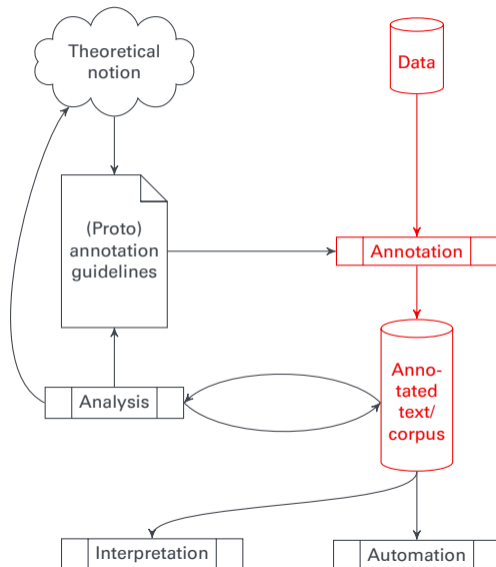 Theoretical
notion
Data
(Proto)
annotation
guidelines
Annotation
Anno-
tated
text/
corpus
Analysis
Interpretation
Automation